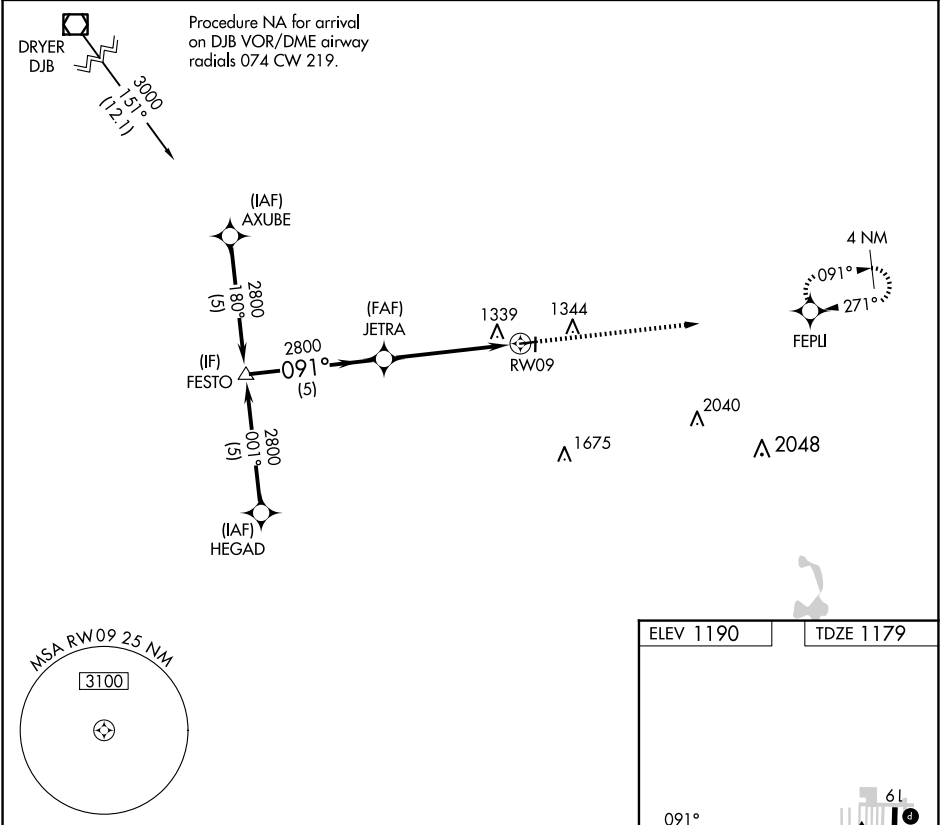 Procedure NA for arrival
on DJB VOR/DME airway
radials 074 CW 219.
DRYER
DJB
3000
151°
(12.1)
(IAF)
AXUBE
2800
180°
(5)
4 NM
091°
271°
FEPLI
(FAF)
JETRA
1339
1344
RW09
(IF)
FESTO
2800
091°
(5)
2800
001°
(5)
(IAF)
HEGAD
2040
1675
2048
MSA RW09 25 NM
3100
ELEV 1190
TDZE 1179
091°
19
P